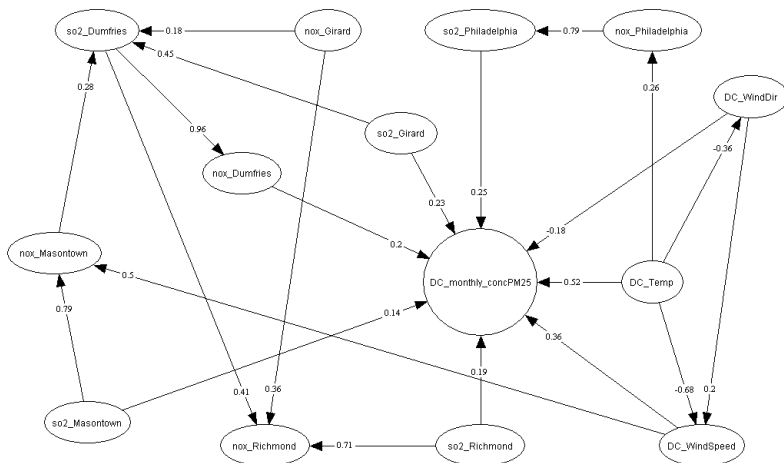 so2_Dumfries
0.18
nox_Girard
so2_Philadelphia
0.79
nox_Philadelphia
0.45
0.28
0.26
DC_WindDir
0.96
so2_Girard
-0.36
nox_Dumfries
0.25
0.23
-0.18
0.2
nox_Masontown
0.5
DC_monthly_concPM25
0.52
DC_Temp
0.79
0.14
0.36
0.19
0.36
-0.68
0.2
0.41
so2_Masontown
nox_Richmond
0.71
so2_Richmond
DC_WindSpeed